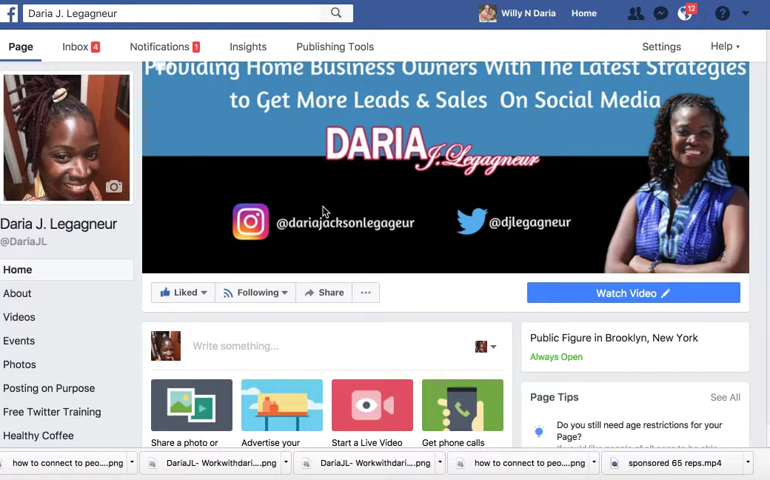 Daria J. Legagneur
Willy N Daria
Home
12
Page
Inbox 4
Notifications 1
Insights
Publishing Tools
Settings
Help
Providing Home Business Owners With The Latest Strategies
to Get More Leads & Sales On Social Media
DARIA J. Legagneur
@dariajacksonlegageur
@djlegagneur
Daria J. Legagneur
@DariaJL
Home
About
Videos
Events
Photos
Posting on Purpose
Free Twitter Training
Healthy Coffee
Liked
Following
Share
Watch Video
Write something...
Share a photo or
Advertise your
Start a Live Video
Get phone calls
Public Figure in Brooklyn, New York
Always Open
Page Tips
See All
Do you still need age restrictions for your
Page?
how to connect to peo....png
DariaJL- Workwithdari...png
DariaJL- Workwithdari...png
how to connect to peo....png
sponsored 65 reps.mp4